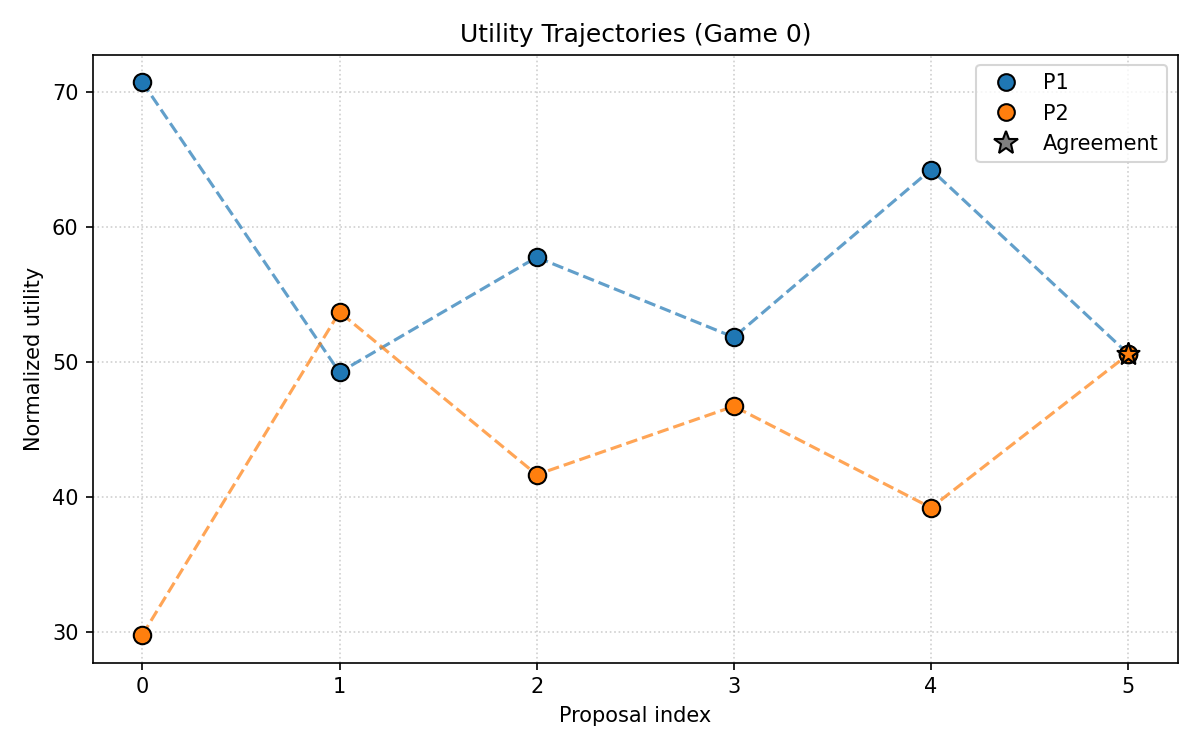 Utility Trajectories (Game 0)
P1
P2
Agreement
Normalized utility
70
60
50
40
30
0 1 2 3 4 5
Proposal index